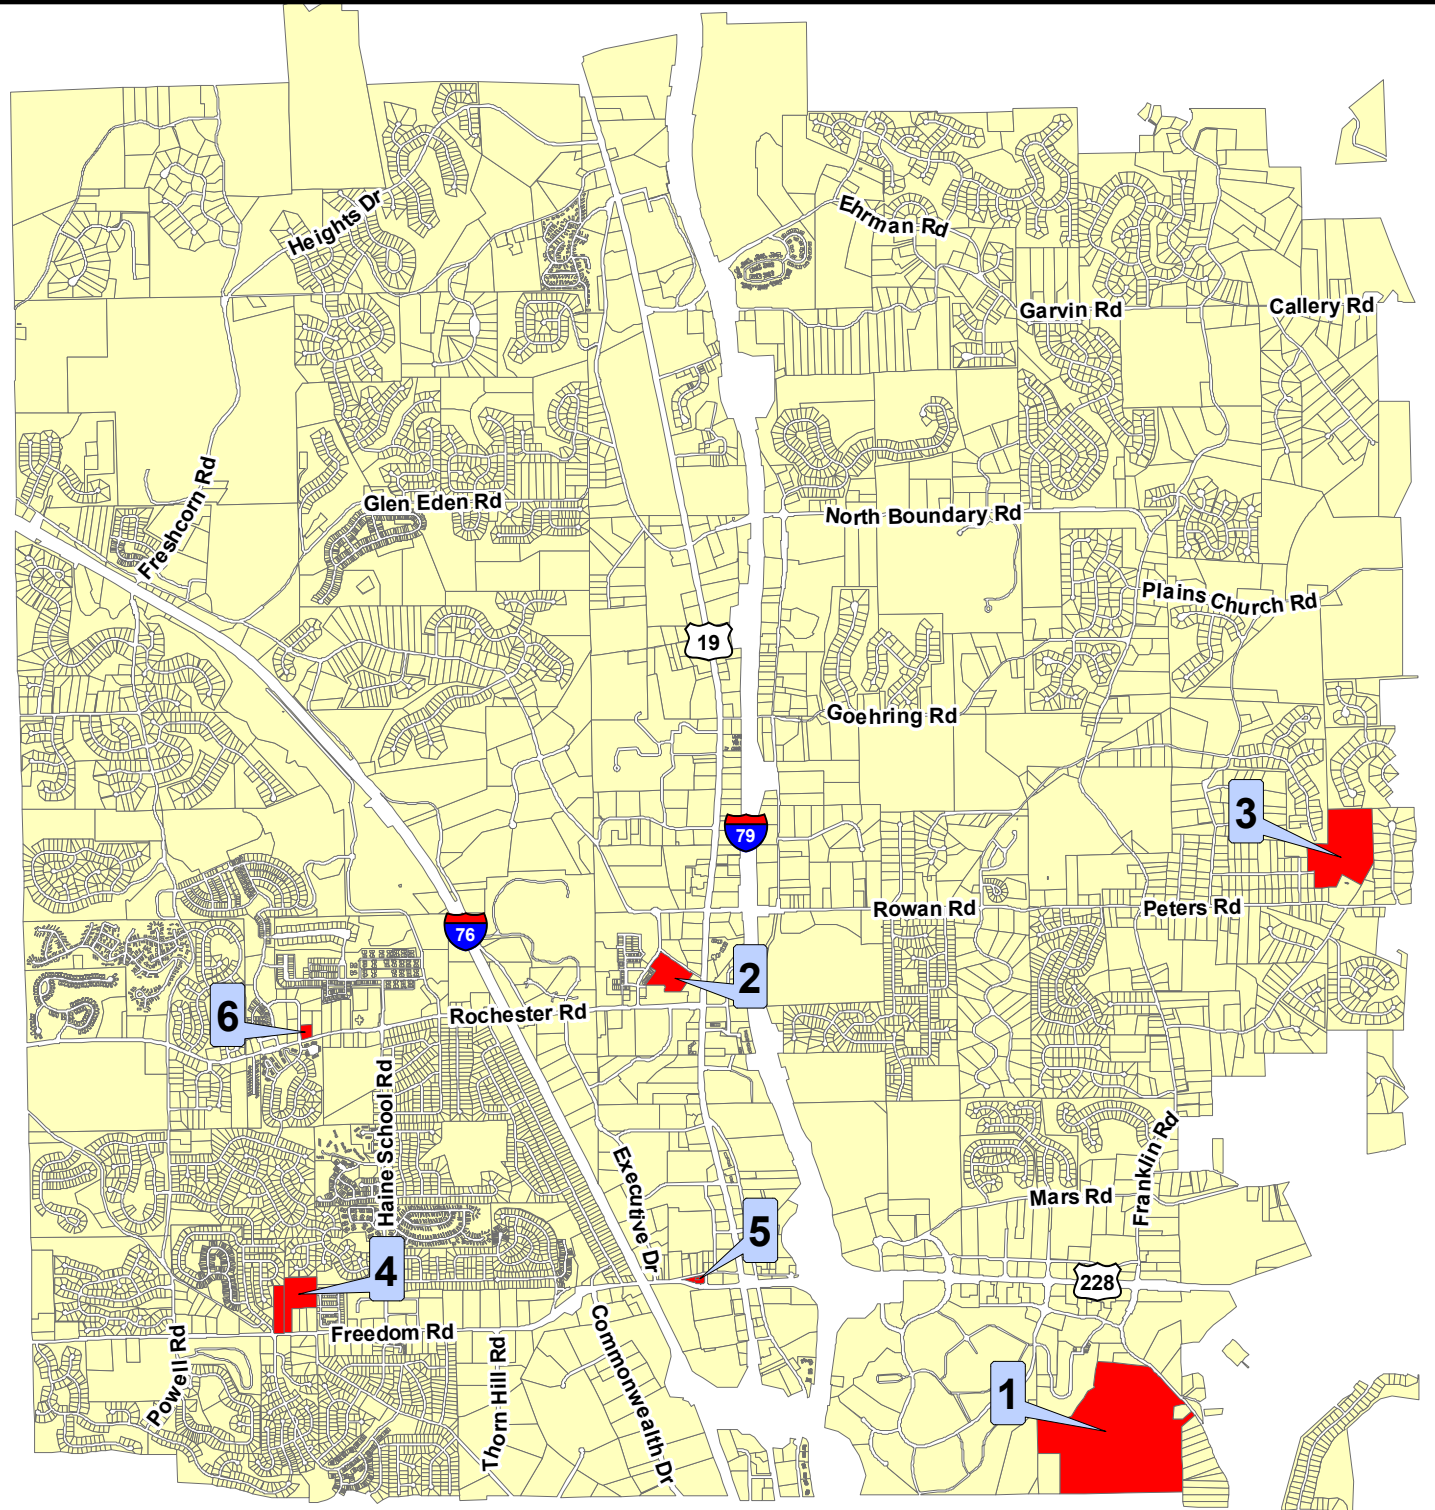 Heights Dr
Ehrman Rd
Garvin Rd
Callery Rd
Freshcorn Rd
Glen Eden Rd
North Boundary Rd
Plains Church Rd
19
Goehring Rd
3
79
76
Rowan Rd
Peters Rd
2
6
Rochester Rd
Haine School Rd
Executive Dr
Franklin Rd
Mars Rd
5
4
228
Freedom Rd
Powell Rd
Thorn Hill Rd
Commonwealth Dr
1